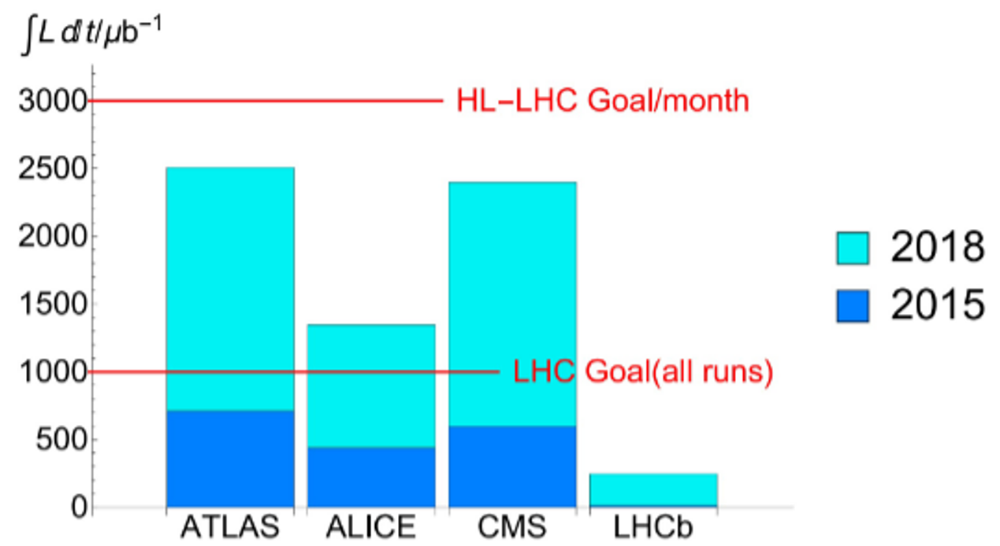 ∫L dt/μb⁻¹
3000
HL–LHC Goal/month
2500
2000
1500
1000
LHC Goal(all runs)
500
0
ATLAS
ALICE
CMS
LHCb
2018
2015